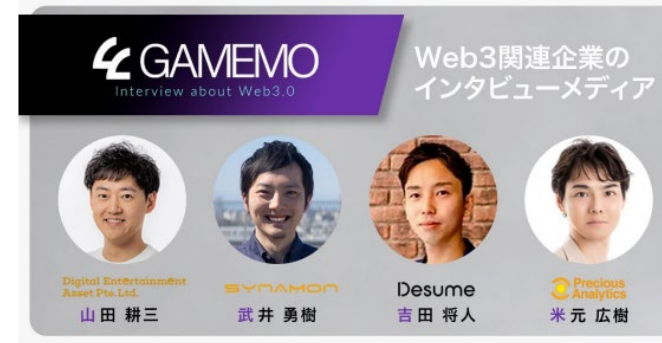 GAMEMO
Interview about Web3.0
Web3関連企業の
インタビューメディア
Digital Entertainment
Asset Pte.Ltd.
山田 耕三
SYNAMON
武井 勇樹
Desume
吉田 将人
Precious
Analytics
米元 広樹